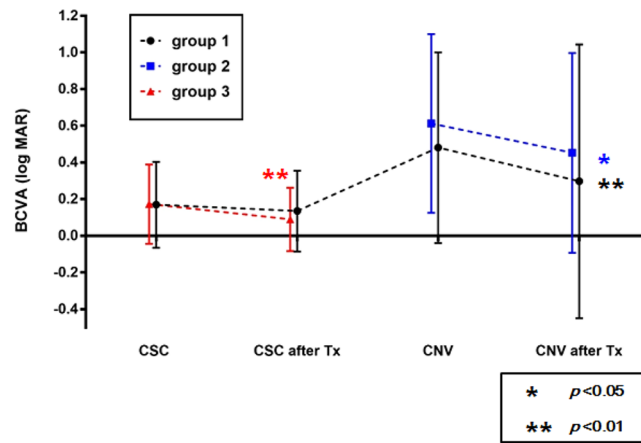 1.2
1.0
0.8
0.6
0.4
0.2
0.0
-0.2
-0.4
BCVA (log MAR)
group 1
group 2
group 3
**
*
**
CSC
CSC after Tx
CNV
CNV after Tx
* p<0.05
** p<0.01